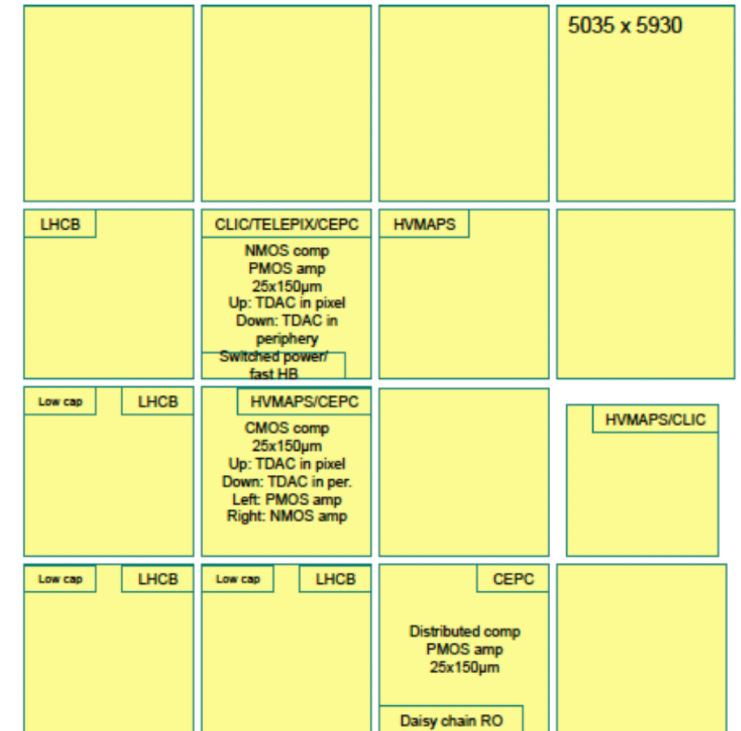 5035 x 5930
LHCB
CLIC/TELEPIX/CEPC
NMOS comp
PMOS amp
25x150µm
Up: TDAC in pixel
Down: TDAC in
periphery
Switched power/
fast HB
HVMAPS
Low cap
LHCB
HVMAPS/CEPC
CMOS comp
25x150µm
Up: TDAC in pixel
Down: TDAC in per.
Left: PMOS amp
Right: NMOS amp
HVMAPS/CLIC
Low cap
LHCB
Low cap
LHCB
CEPC
Distributed comp
PMOS amp
25x150µm
Daisy chain RO